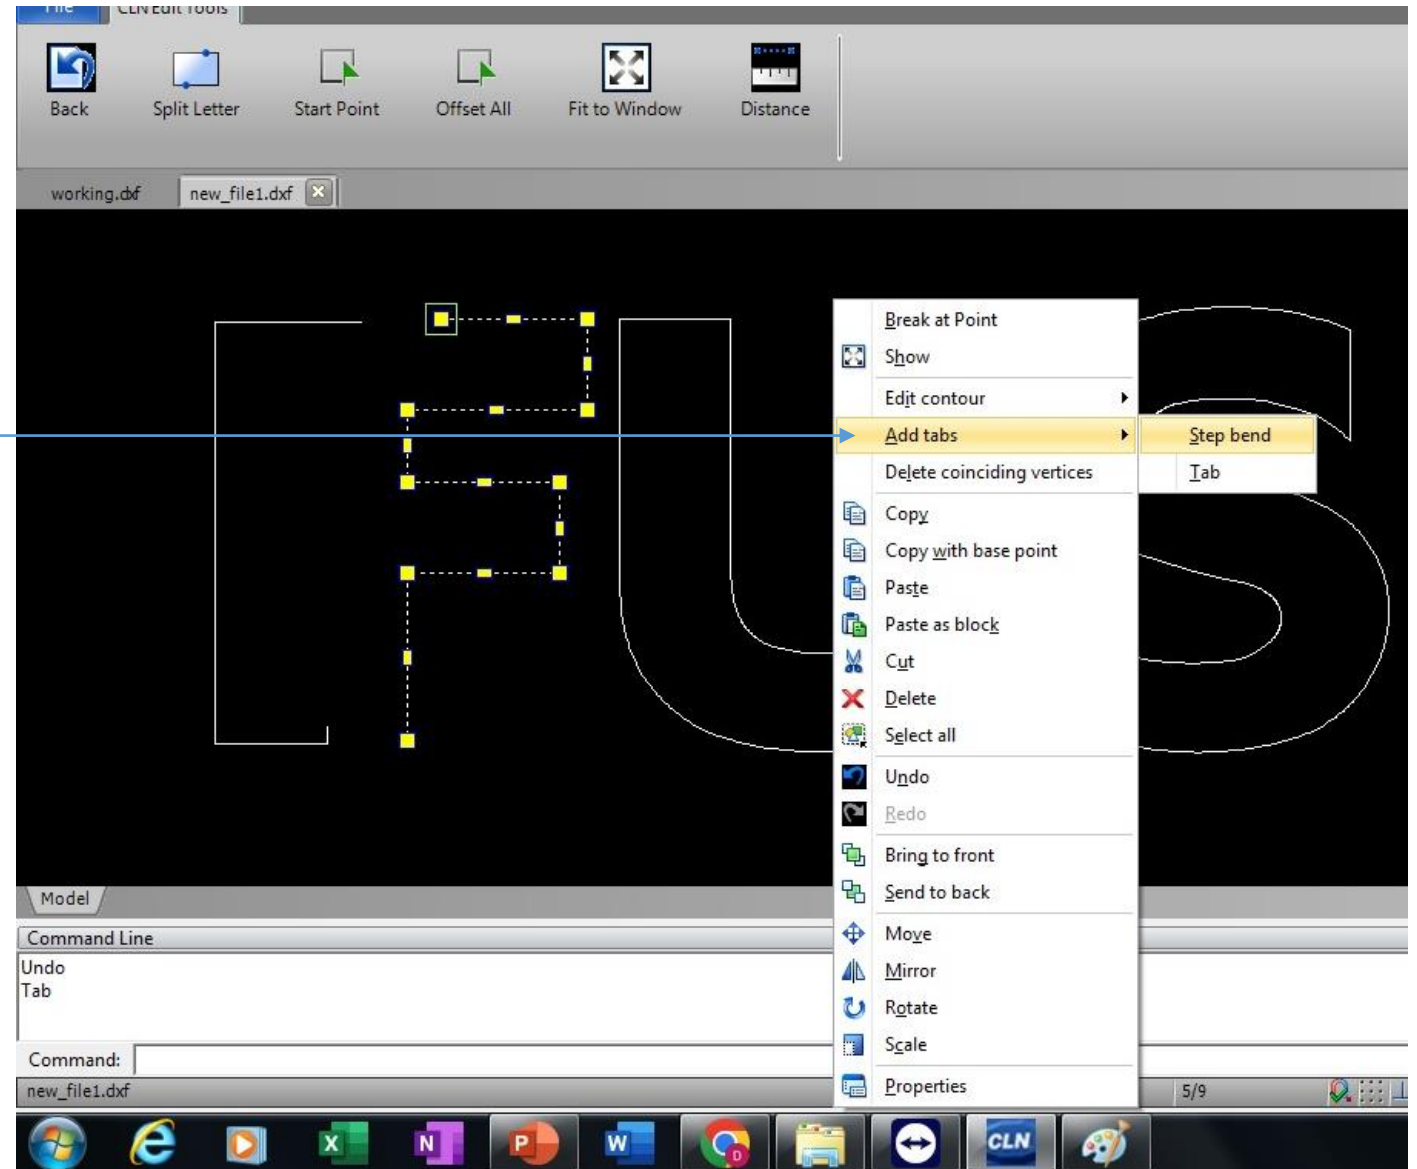 File CLN Edit Tools
Back Split Letter Start Point Offset All Fit to Window Distance
working.dxf new_file1.dxf
Break at Point
Show
Edit contour
Add tabs Step bend
Delete coinciding vertices Tab
Copy
Copy with base point
Paste
Paste as block
Cut
Delete
Select all
Undo
Redo
Bring to front
Send to back
Move
Mirror
Rotate
Scale
Properties
Model
Command Line
Undo
Tab
Command:
new_file1.dxf 5/9
X N P W D CLN